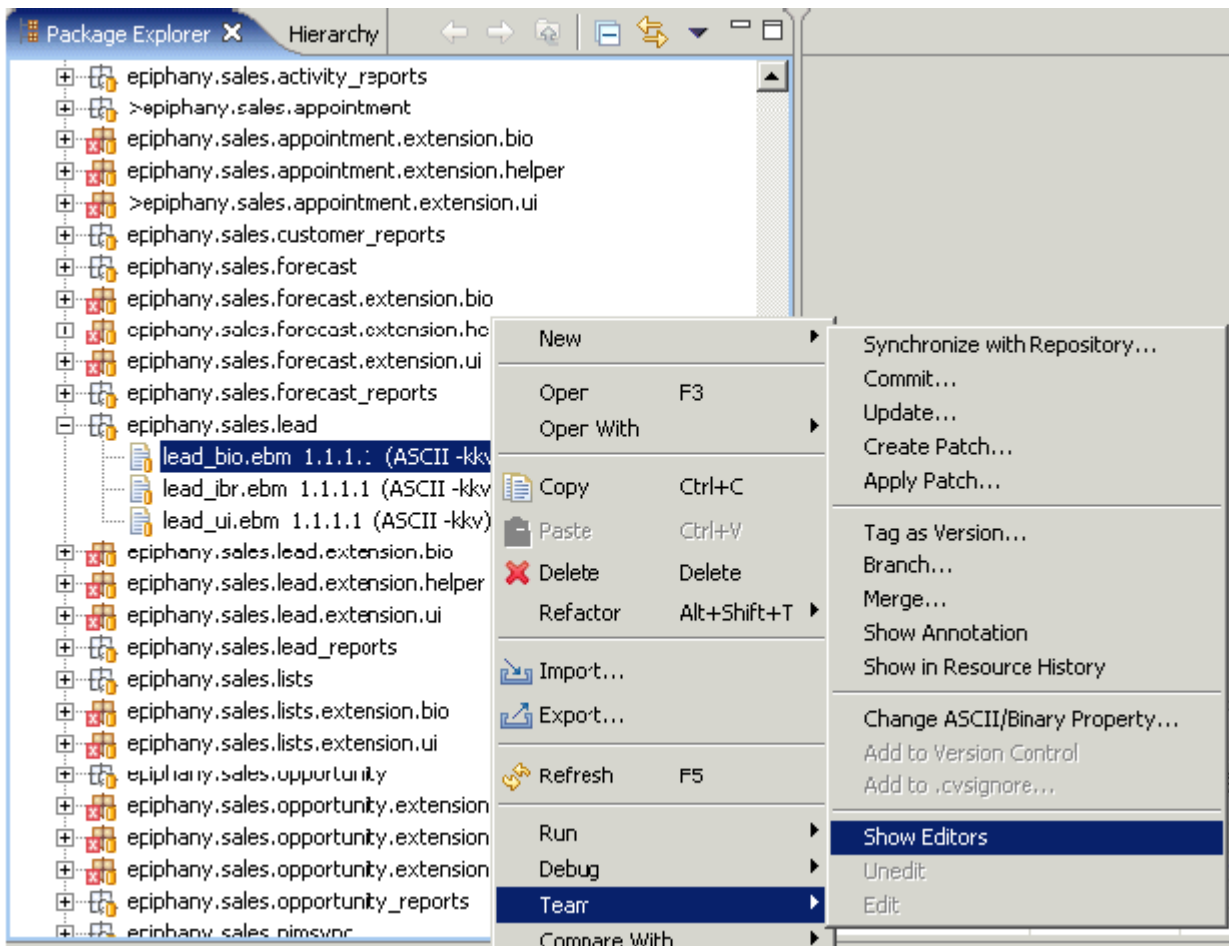 Package Explorer
Hierarchy
epiphany.sales.activity_reports
>epiphany.sales.appointment
epiphany.sales.appointment.extension.bio
epiphany.sales.appointment.extension.helper
>epiphany.sales.appointment.extension.ui
epiphany.sales.customer_reports
epiphany.sales.forecast
epiphany.sales.forecast.extension.bio
epiphany.sales.forecast.extension.he
epiphany.sales.forecast.extension.ui
epiphany.sales.forecast_reports
epiphany.sales.lead
lead_bio.ebm 1.1.1.1 (ASCII -kkv
lead_ibr.ebm 1.1.1.1 (ASCII -kkv
lead_ui.ebm 1.1.1.1 (ASCII -kkv)
epiphany.sales.lead.extension.bio
epiphany.sales.lead.extension.helper
epiphany.sales.lead.extension.ui
epiphany.sales.lead_reports
epiphany.sales.lists
epiphany.sales.lists.extension.bio
epiphany.sales.lists.extension.ui
epiphany.sales.opportunity
epiphany.sales.opportunity.extension
epiphany.sales.opportunity.extension
epiphany.sales.opportunity.extension
epiphany.sales.opportunity_reports
epiphany.sales.pimsync
New
Open F3
Open With
Copy Ctrl+C
Paste Ctrl+V
Delete Delete
Refactor Alt+Shift+T
Import...
Export...
Refresh F5
Run
Debug
Team
Compare With
Synchronize with Repository...
Commit...
Update...
Create Patch...
Apply Patch...
Tag as Version...
Branch...
Merge...
Show Annotation
Show in Resource History
Change ASCII/Binary Property...
Add to Version Control
Add to .cvsignore...
Show Editors
Unedit
Edit